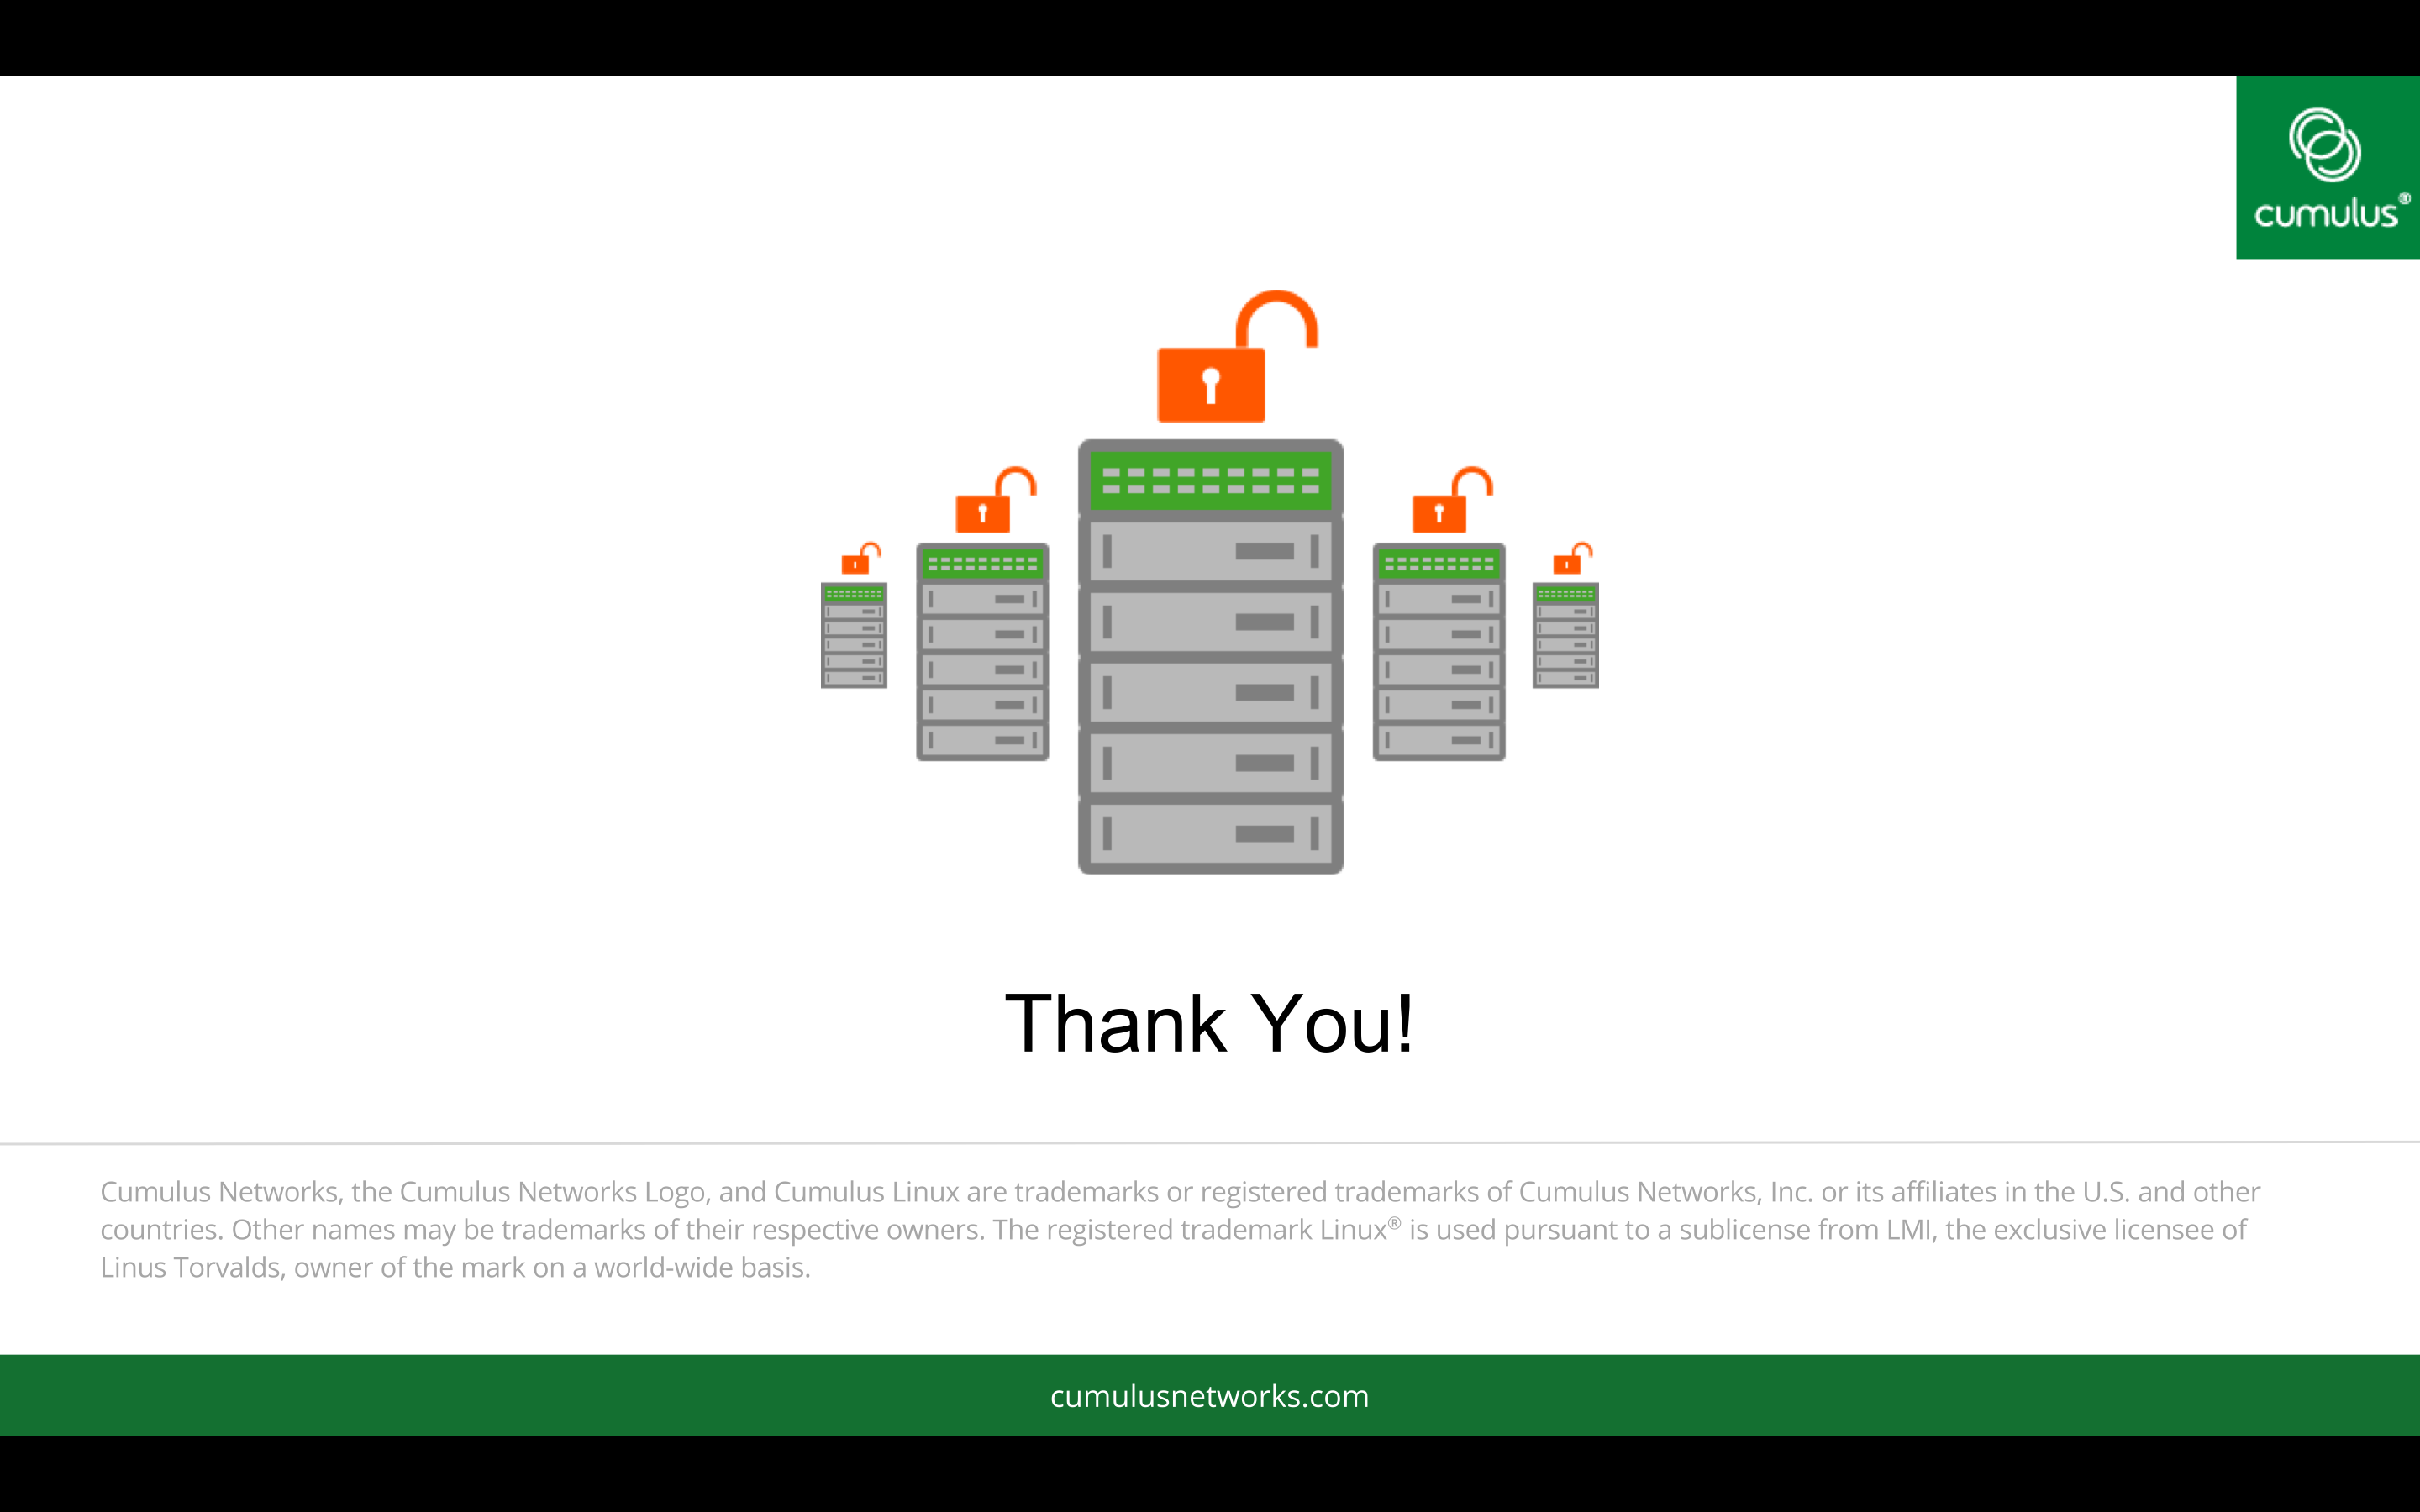 cumulus®
Thank You!
Cumulus Networks, the Cumulus Networks Logo, and Cumulus Linux are trademarks or registered trademarks of Cumulus Networks, Inc. or its affiliates in the U.S. and other
countries. Other names may be trademarks of their respective owners. The registered trademark Linux® is used pursuant to a sublicense from LMI, the exclusive licensee of
Linus Torvalds, owner of the mark on a world-wide basis.
cumulusnetworks.com